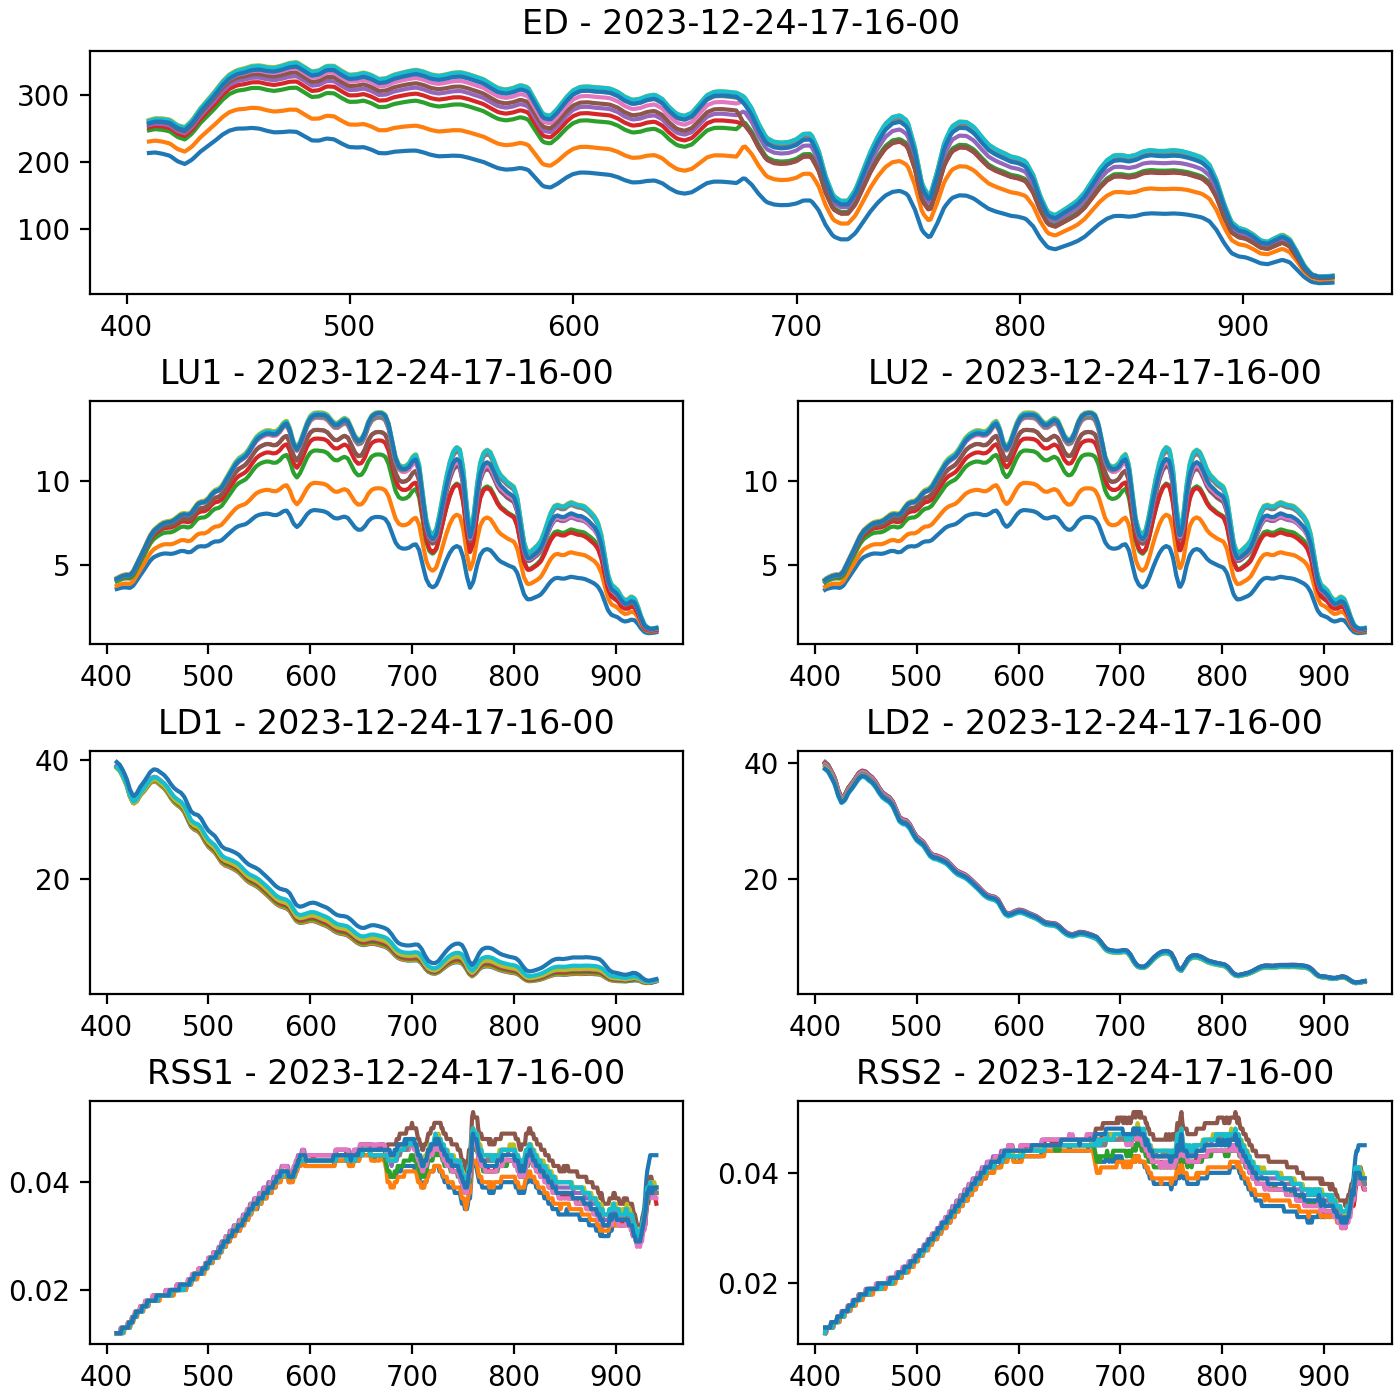 ED - 2023-12-24-17-16-00
300
200
100
400 500 600 700 800 900
LU1 - 2023-12-24-17-16-00
10
5
400 500 600 700 800 900
LU2 - 2023-12-24-17-16-00
10
5
400 500 600 700 800 900
LD1 - 2023-12-24-17-16-00
40
20
400 500 600 700 800 900
LD2 - 2023-12-24-17-16-00
40
20
400 500 600 700 800 900
RSS1 - 2023-12-24-17-16-00
0.04
0.02
400 500 600 700 800 900
RSS2 - 2023-12-24-17-16-00
0.04
0.02
400 500 600 700 800 900